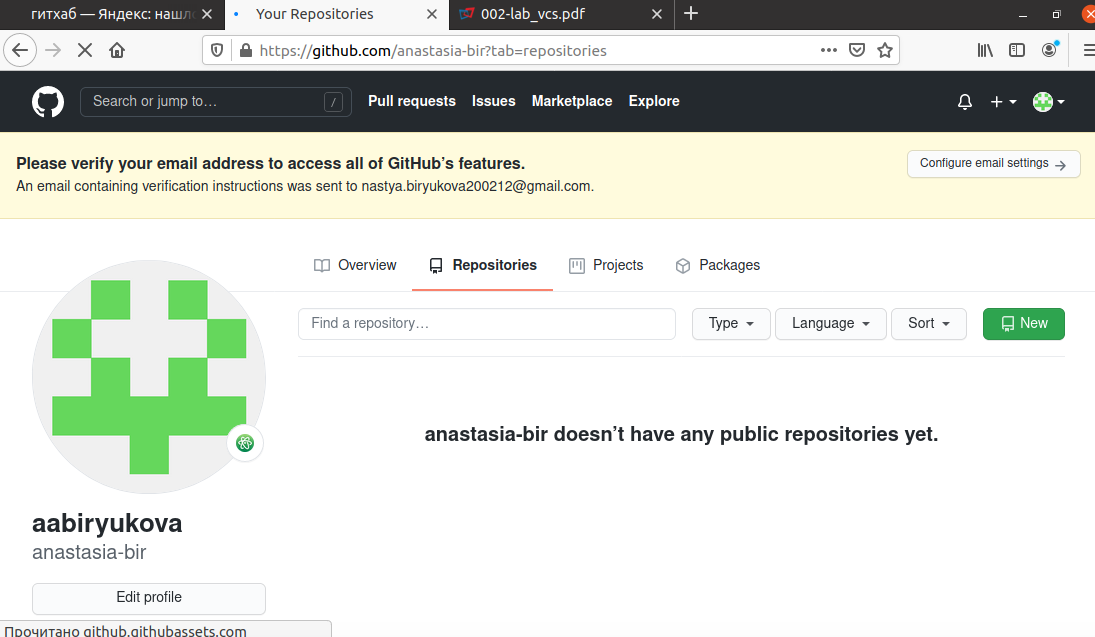 гитхаб — Яндекс: нашло
Your Repositories
002-lab_vcs.pdf
https://github.com/anastasia-bir?tab=repositories
Search or jump to…
/
Pull requests
Issues
Marketplace
Explore
Please verify your email address to access all of GitHub’s features.
An email containing verification instructions was sent to nastya.biryukova200212@gmail.com.
Configure email settings
Overview
Repositories
Projects
Packages
Find a repository…
Type
Language
Sort
New
anastasia-bir doesn’t have any public repositories yet.
aabiryukova
anastasia-bir
Edit profile
Прочитано github.githubassets.com